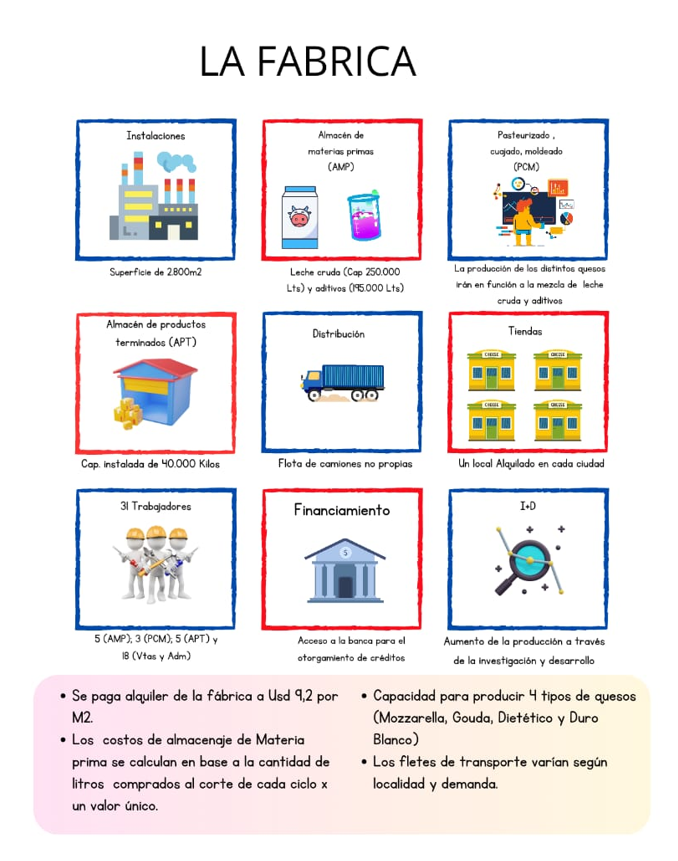 LA FABRICA
Instalaciones
Superficie de 2.800m2
Almacén de
materias primas
(AMP)
Leche cruda (Cap 250.000
Lts) y aditivos (195.000 Lts)
Pasteurizado ,
cuajado, moldeado
(PCM)
La producción de los distintos quesos
irán en función a la mezcla de leche
cruda y aditivos
Almacén de productos
terminados (APT)
Cap. instalada de 40.000 Kilos
Distribución
Flota de camiones no propias
Tiendas
CHEESE
CHEESE
CHEESE
CHEESE
Un local Alquilado en cada ciudad
31 Trabajadores
5 (AMP); 3 (PCM); 5 (APT) y
18 (Vtas y Adm)
Financiamiento
$
Acceso a la banca para el
otorgamiento de créditos
I+D
Aumento de la producción a través
de la investigación y desarrollo
• Se paga alquiler de la fábrica a Usd 9,2 por
M2.
• Los costos de almacenaje de Materia
prima se calculan en base a la cantidad de
litros comprados al corte de cada ciclo x
un valor único.
• Capacidad para producir 4 tipos de quesos
(Mozzarella, Gouda, Dietético y Duro
Blanco)
• Los fletes de transporte varían según
localidad y demanda.